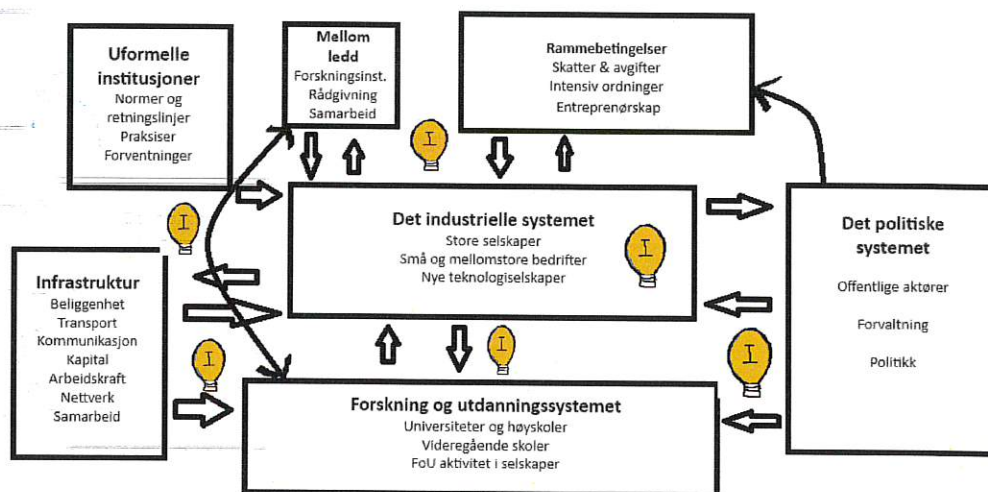 Uformelle
institusjoner
Normer og
retningslinjer
Praksiser
Forventninger
Mellom
ledd
Forskningsinst.
Rådgivning
Samarbeid
Rammebetingelser
Skatter & avgifter
Intensiv ordninger
Entreprenørskap
I
Det industrielle systemet
Store selskaper
Små og mellomstore bedrifter
Nye teknologiselskaper
I
Det politiske
systemet
Offentlige aktører
Forvaltning
Politikk
I
Infrastruktur
Beliggenhet
Transport
Kommunikasjon
Kapital
Arbeidskraft
Nettverk
Samarbeid
I
I
I
Forskning og utdanningssystemet
Universiteter og høyskoler
Videregående skoler
FoU aktivitet i selskaper